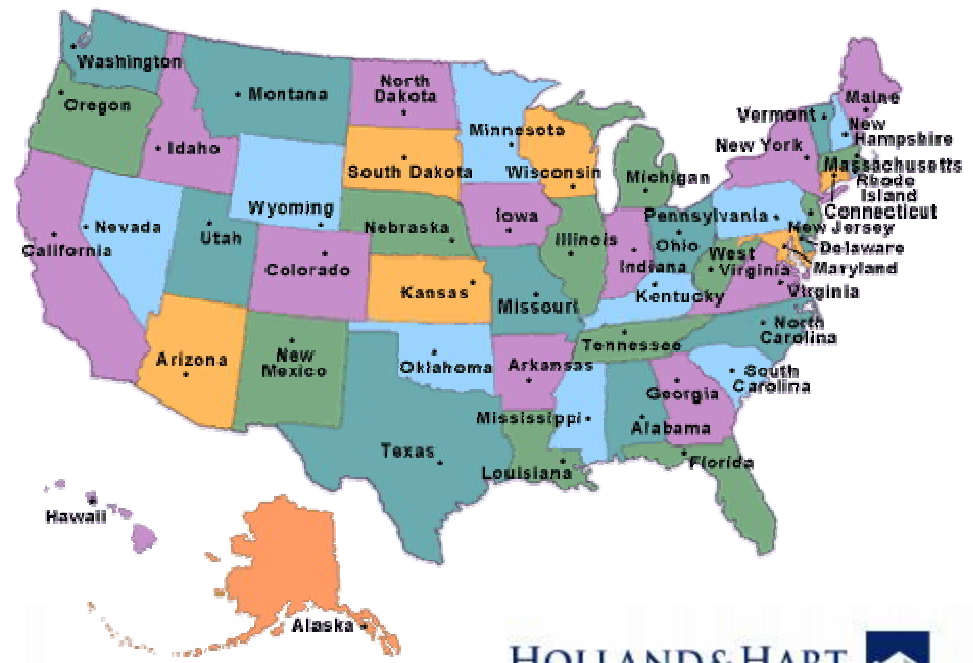 Washington
Oregon
Montana
Idaho
North
Dakota
Minnesota
South Dakota
Wisconsin
Michigan
Vermont
Maine
New
Hampshire
New York
Massachusetts
Rhode
Island
Connecticut
New Jersey
Delaware
Maryland
Virginia
Pennsylvania
Ohio
West
Virginia
Wyoming
Nebraska
Iowa
Illinois
Indiana
Nevada
Utah
California
Colorado
Kansas
Missouri
Kentucky
North
Carolina
Tennessee
South
Carolina
Arizona
New
Mexico
Oklahoma
Arkansas
Georgia
Mississippi
Alabama
Texas
Louisiana
Florida
Hawaii
Alaska
HOLLAND & HART